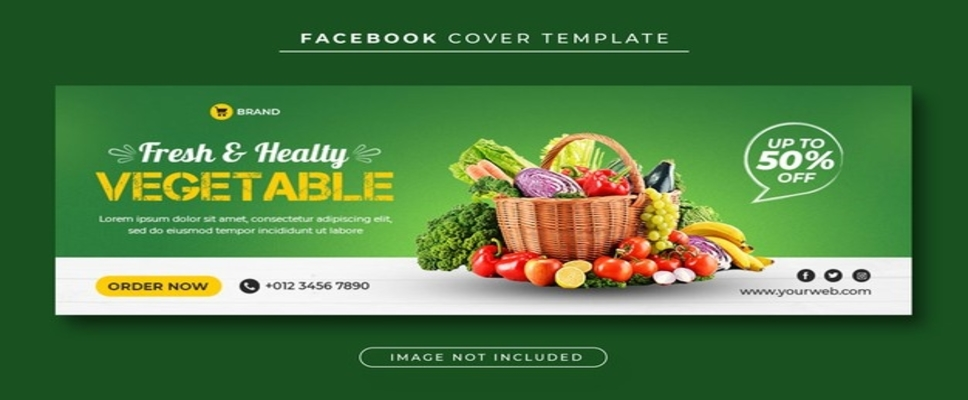 FACEBOOK COVER TEMPLATE
BRAND
Fresh & Healty
VEGETABLE
Lorem ipsum dolor sit amet, consectetur adipiscing elit,
sed do eiusmod tempor incididunt ut labore
ORDER NOW
+012 3456 7890
UP TO
50%
OFF
www.yourweb.com
IMAGE NOT INCLUDED